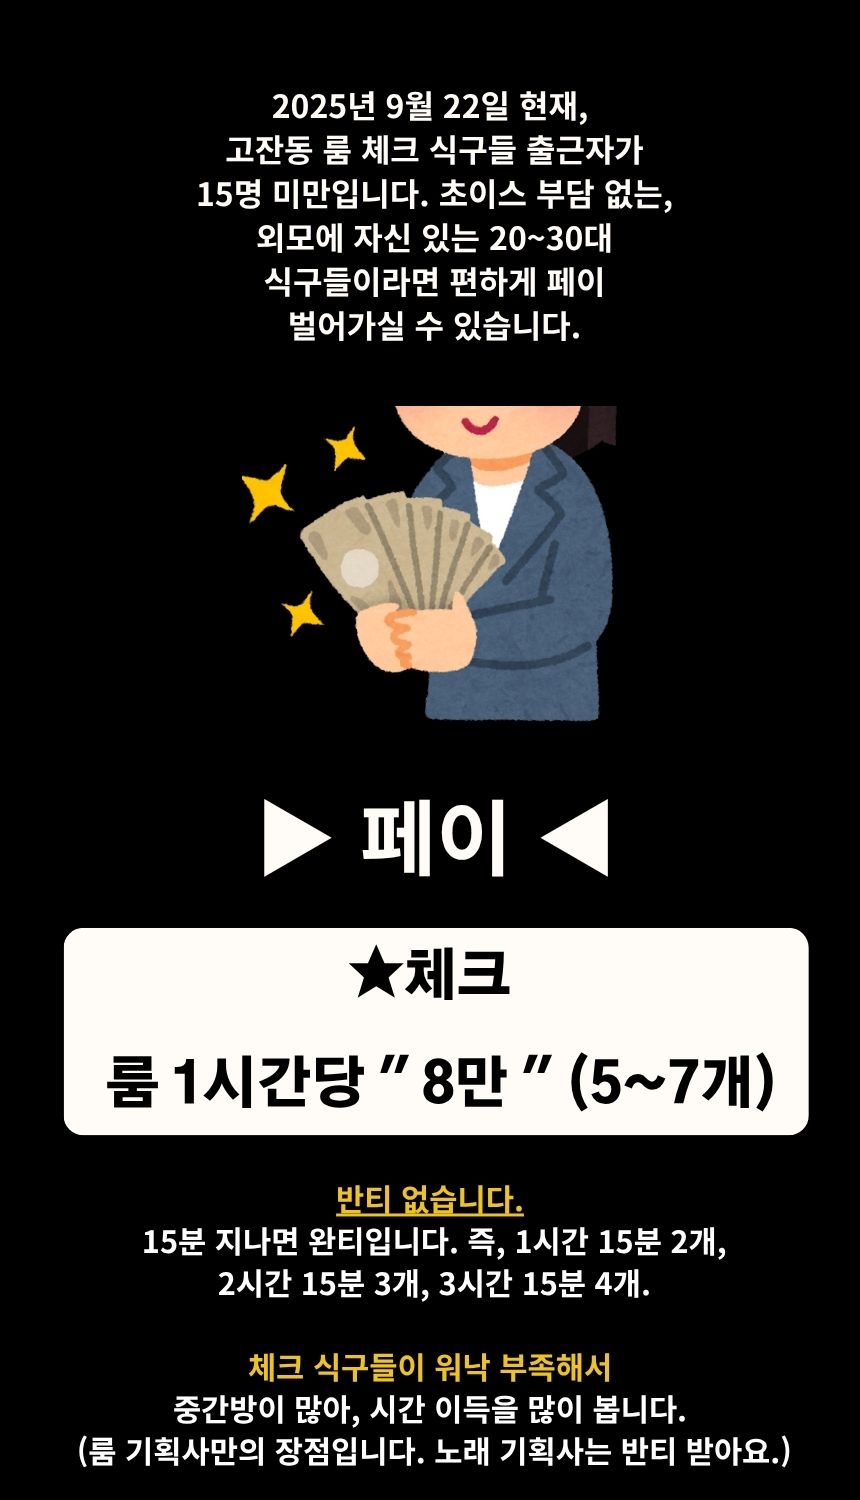 2025년 9월 22일 현재,
고잔동 룸 체크 식구들 출근자가
15명 미만입니다. 초이스 부담 없는,
외모에 자신 있는 20~30대
식구들이라면 편하게 페이
벌어가실 수 있습니다.
▶ 페이 ◀
★체크
룸 1시간당 " 8만 " (5~7개)
반티 없습니다.
15분 지나면 완티입니다. 즉, 1시간 15분 2개,
2시간 15분 3개, 3시간 15분 4개.
체크 식구들이 워낙 부족해서
중간방이 많아, 시간 이득을 많이 봅니다.
(룸 기획사만의 장점입니다. 노래 기획사는 반티 받아요.)